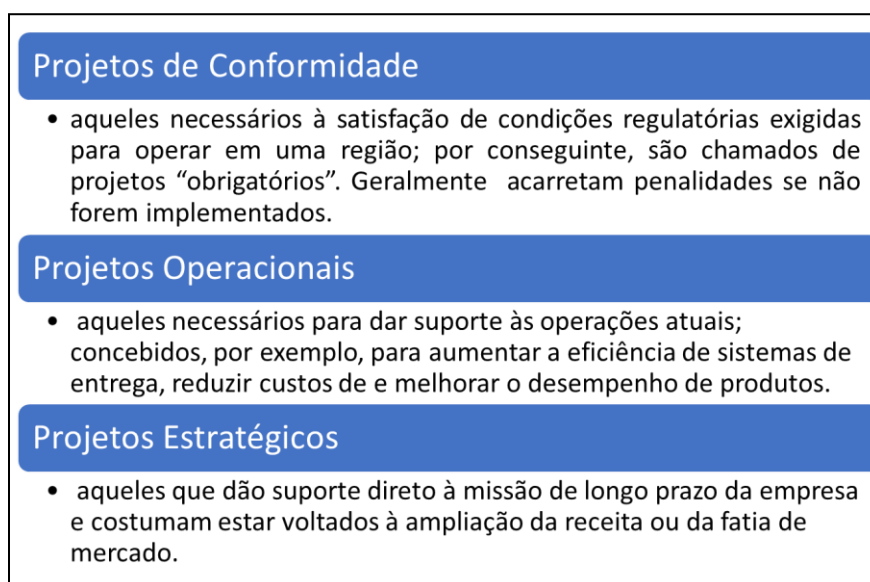 Projetos de Conformidade
• aqueles necessários à satisfação de condições regulatórias exigidas
para operar em uma região; por conseguinte, são chamados de
projetos “obrigatórios”. Geralmente acarretam penalidades se não
forem implementados.
Projetos Operacionais
• aqueles necessários para dar suporte às operações atuais;
concebidos, por exemplo, para aumentar a eficiência de sistemas de
entrega, reduzir custos de e melhorar o desempenho de produtos.
Projetos Estratégicos
• aqueles que dão suporte direto à missão de longo prazo da empresa
e costumam estar voltados à ampliação da receita ou da fatia de
mercado.